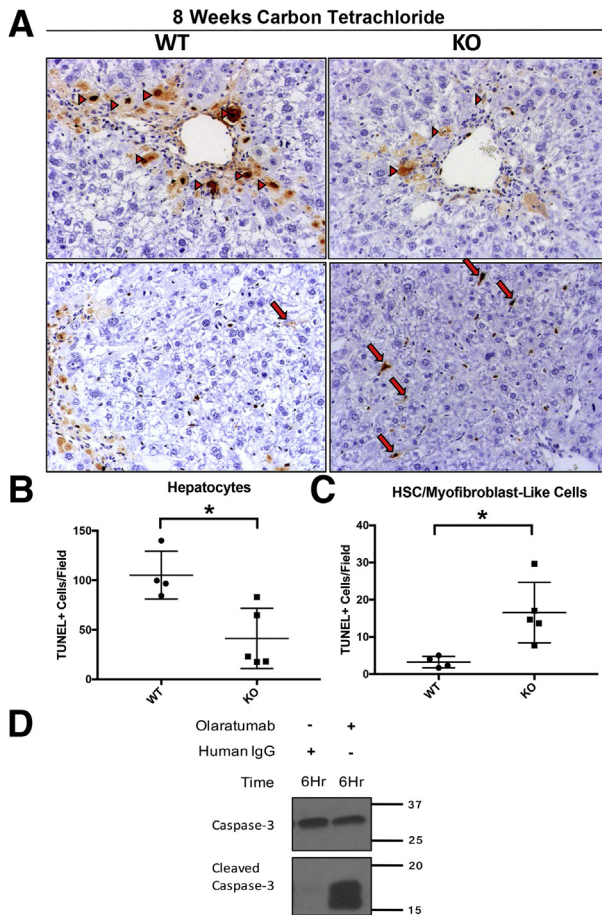 A
8 Weeks Carbon Tetrachloride
WT KO
B
Hepatocytes
*
TUNEL+ Cells/Field
150
100
50
0
WT KO
C
HSC/Myofibroblast-Like Cells
*
TUNEL+ Cells/Field
40
30
20
10
0
WT KO
D
Olaratumab - +
Human IgG + -
Time 6Hr 6Hr
Caspase-3
37
25
Cleaved
Caspase-3
20
15